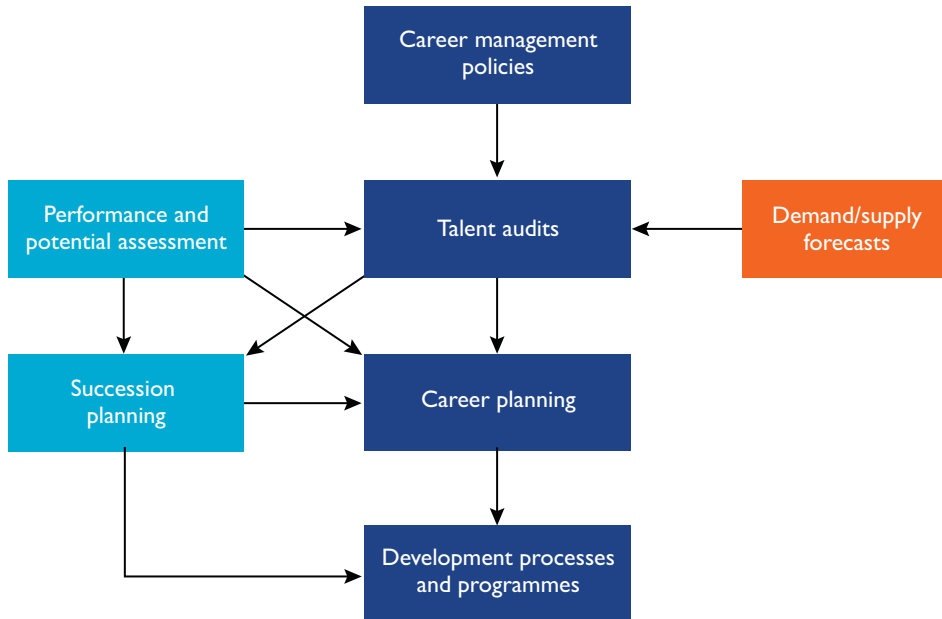 Career management
policies
Performance and
potential assessment
Talent audits
Demand/supply
forecasts
Succession
planning
Career planning
Development processes
and programmes